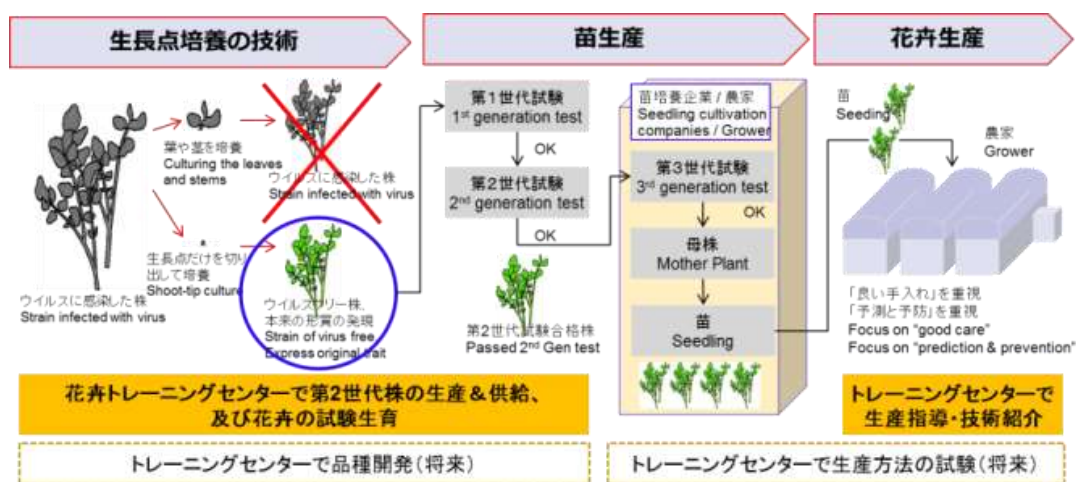 生長点培養の技術
苗生産
花卉生産
葉や茎を培養
Culturing the leaves
and stems
ウイルスに感染した株
Strain infected with virus
生長点だけを切り
出して培養
Shoot-tip culture
ウイルスに感染した株
Strain infected with virus
ウイルスフリー株、
本来の形質の発現
Strain of virus free,
Express original trait
第1世代試験
1st generation test
OK
第2世代試験
2nd generation test
OK
第2世代試験合格株
Passed 2nd Gen test
苗培養企業 / 農家
Seedling cultivation
companies / Grower
第3世代試験
3rd generation test
OK
母株
Mother Plant
苗
Seedling
苗
Seeding
農家
Grower
「良い手入れ」を重視
「予測と予防」を重視
Focus on "good care"
Focus on "prediction & prevention"
花卉トレーニングセンターで第2世代株の生産&供給、
及び花卉の試験生育
トレーニングセンターで
生産指導・技術紹介
トレーニングセンターで品種開発(将来)
トレーニングセンターで生産方法の試験(将来)